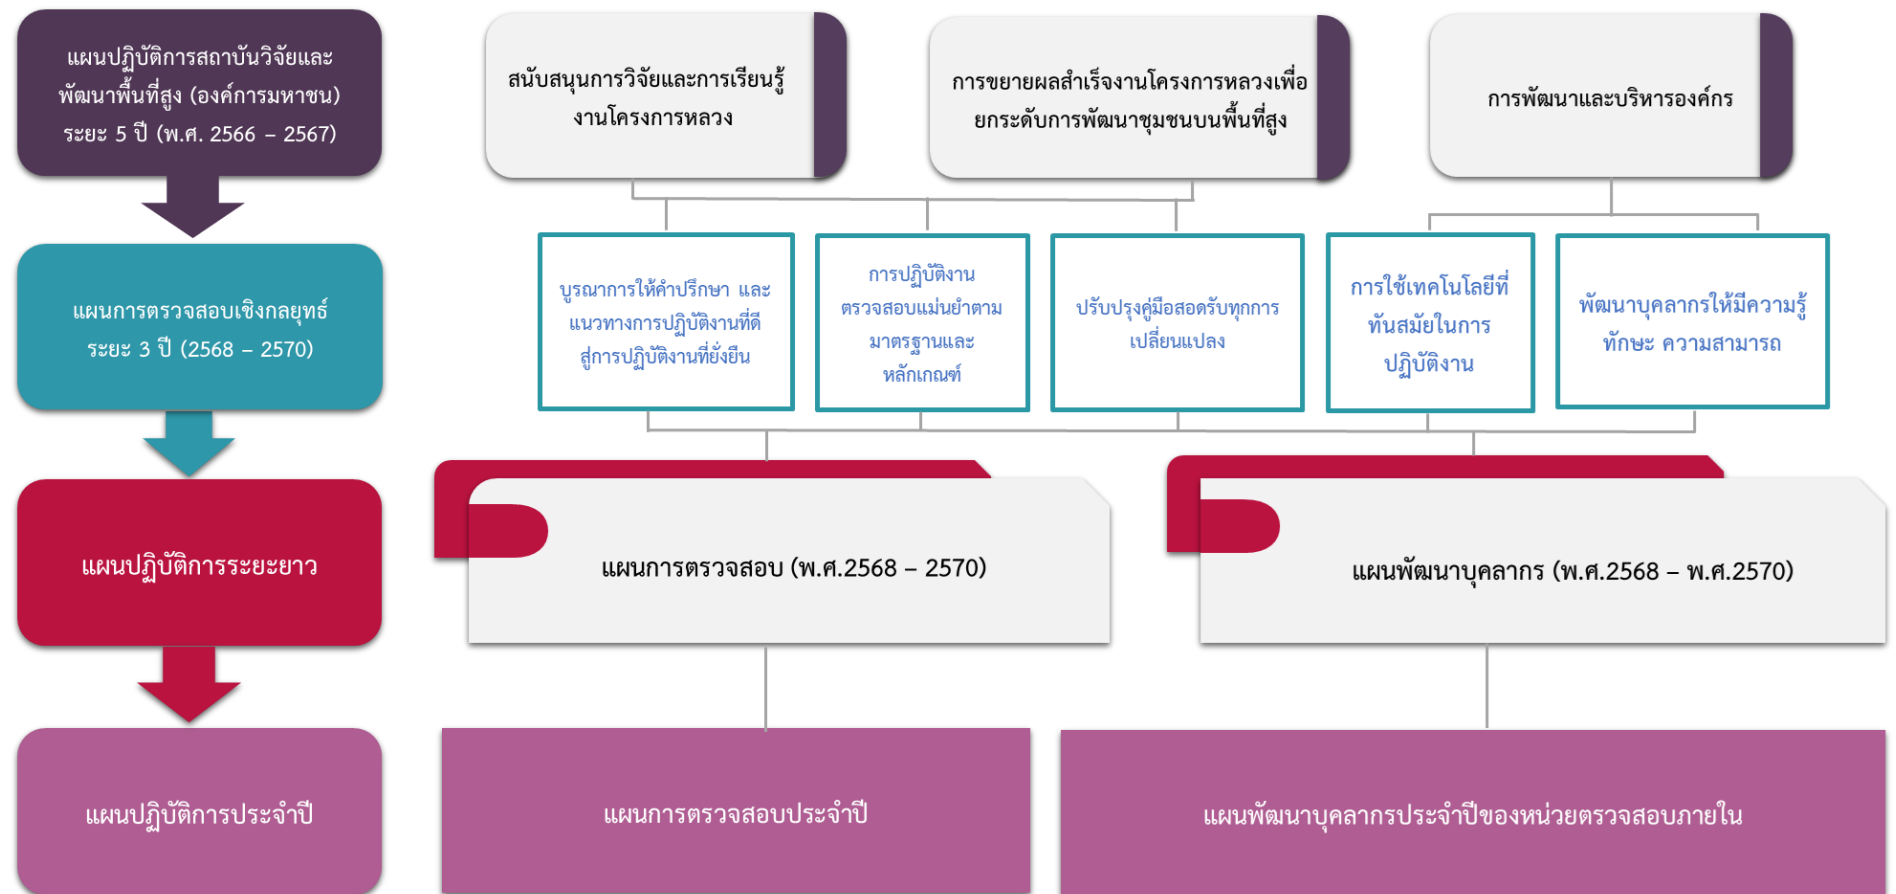 แผนปฏิบัติการสถาบันวิจัยและ
พัฒนาพื้นที่สูง (องค์การมหาชน)
ระยะ 5 ปี (พ.ศ. 2566 – 2567)
สนับสนุนการวิจัยและการเรียนรู้
งานโครงการหลวง
การขยายผลสำเร็จงานโครงการหลวงเพื่อ
ยกระดับการพัฒนาชุมชนบนพื้นที่สูง
การพัฒนาและบริหารองค์กร
แผนการตรวจสอบเชิงกลยุทธ์
ระยะ 3 ปี (2568 – 2570)
บูรณาการให้คำปรึกษา และ
แนวทางการปฏิบัติงานที่ดี
สู่การปฏิบัติงานที่ยั่งยืน
การปฏิบัติงาน
ตรวจสอบแม่นยำตาม
มาตรฐานและ
หลักเกณฑ์
ปรับปรุงคู่มือสอดรับทุกการ
เปลี่ยนแปลง
การใช้เทคโนโลยีที่
ทันสมัยในการ
ปฏิบัติงาน
พัฒนาบุคลากรให้มีความรู้
ทักษะ ความสามารถ
แผนปฏิบัติการระยะยาว
แผนการตรวจสอบ (พ.ศ.2568 – 2570)
แผนพัฒนาบุคลากร (พ.ศ.2568 – พ.ศ.2570)
แผนปฏิบัติการประจำปี
แผนการตรวจสอบประจำปี
แผนพัฒนาบุคลากรประจำปีของหน่วยตรวจสอบภายใน